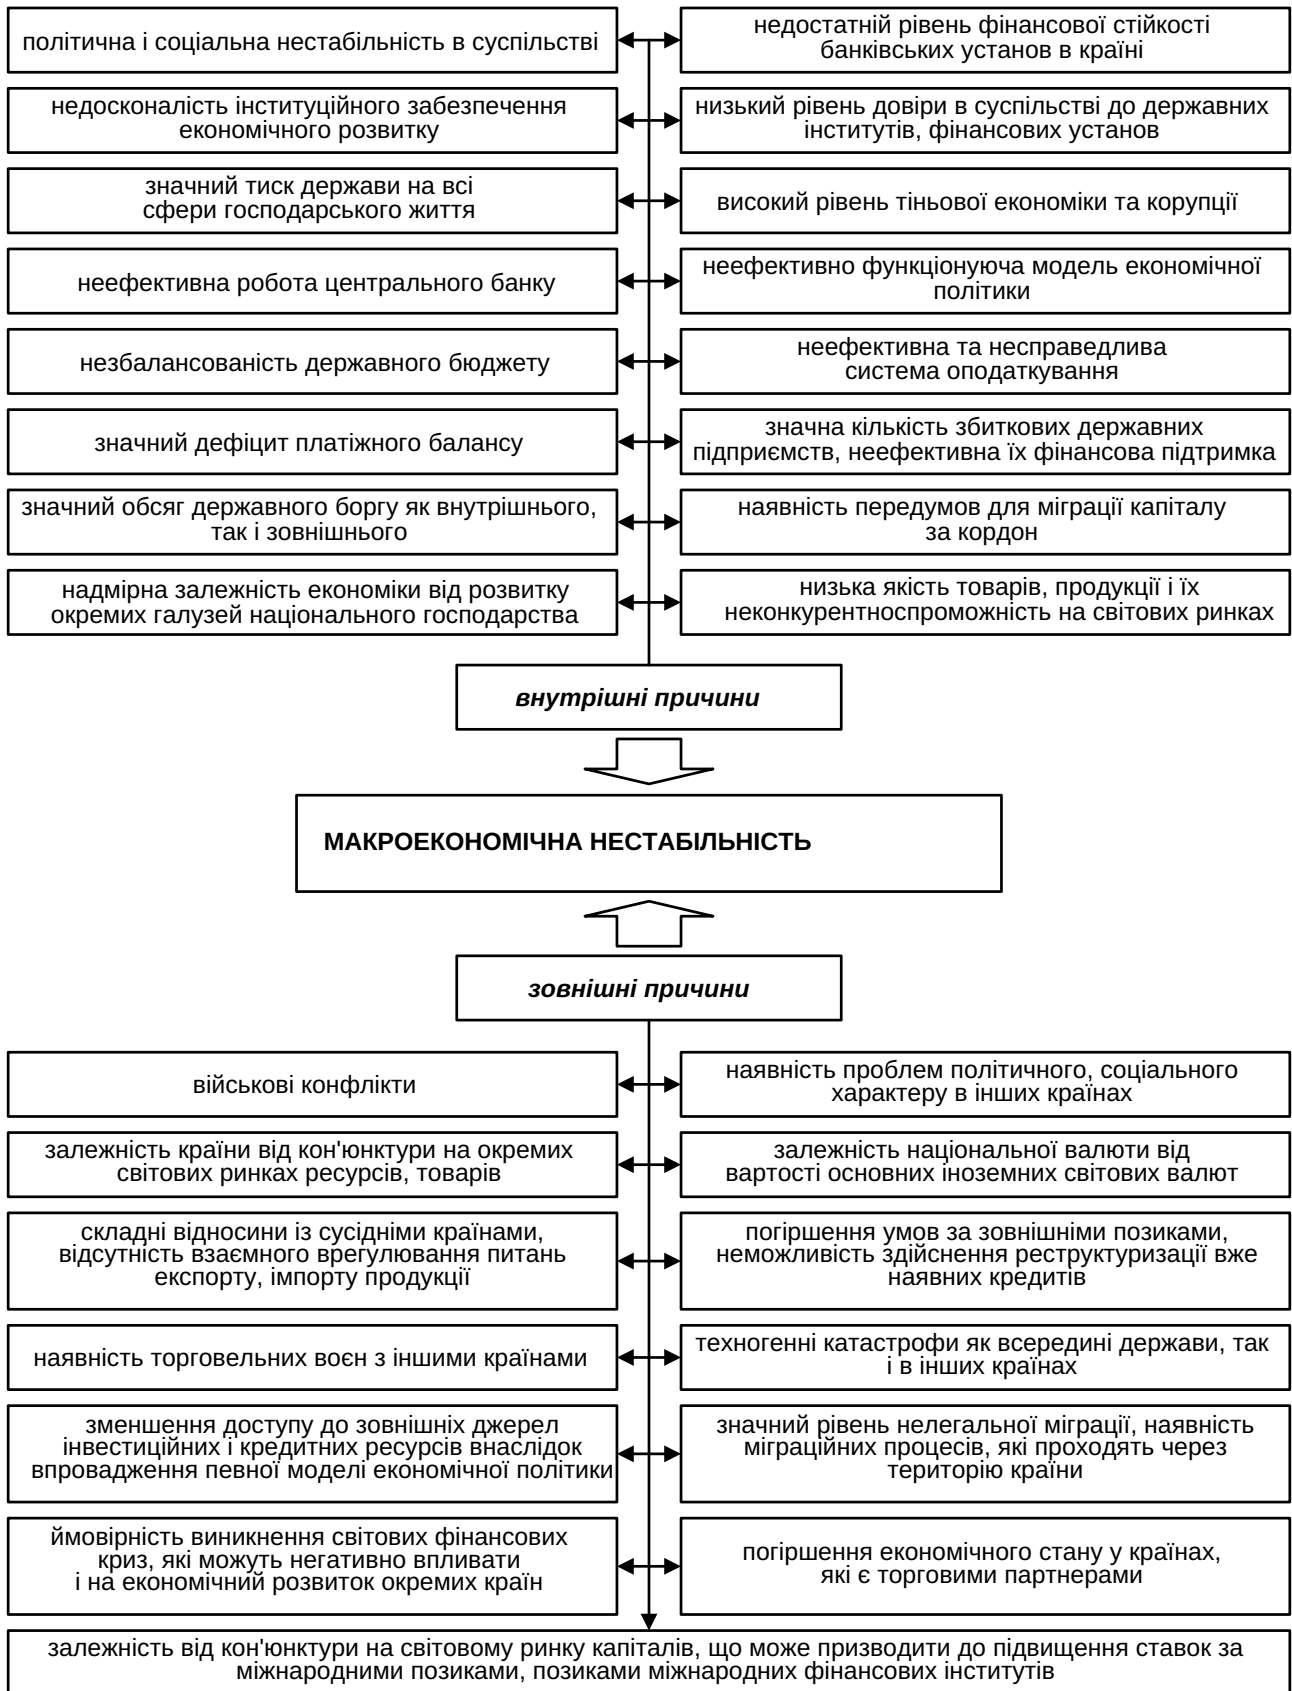 політична і соціальна нестабільність в суспільстві
недостатній рівень фінансової стійкості
банківських установ в країні
недосконалість інституційного забезпечення
економічного розвитку
низький рівень довіри в суспільстві до державних
інститутів, фінансових установ
значний тиск держави на всі
сфери господарського життя
високий рівень тіньової економіки та корупції
неефективна робота центрального банку
неефективно функціонуюча модель економічної
політики
незбалансованість державного бюджету
неефективна та несправедлива
система оподаткування
значний дефіцит платіжного балансу
значна кількість збиткових державних
підприємств, неефективна їх фінансова підтримка
значний обсяг державного боргу як внутрішнього,
так і зовнішнього
наявність передумов для міграції капіталу
за кордон
надмірна залежність економіки від розвитку
окремих галузей національного господарства
низька якість товарів, продукції і їх
неконкурентноспроможність на світових ринках
внутрішні причини
МАКРОЕКОНОМІЧНА НЕСТАБІЛЬНІСТЬ
зовнішні причини
військові конфлікти
наявність проблем політичного, соціального
характеру в інших країнах
залежність країни від кон'юнктури на окремих
світових ринках ресурсів, товарів
залежність національної валюти від
вартості основних іноземних світових валют
складні відносини із сусідніми країнами,
відсутність взаємного врегулювання питань
експорту, імпорту продукції
погіршення умов за зовнішніми позиками,
неможливість здійснення реструктуризації вже
наявних кредитів
наявність торговельних воєн з іншими країнами
техногенні катастрофи як всередині держави, так
і в інших країнах
зменшення доступу до зовнішніх джерел
інвестиційних і кредитних ресурсів внаслідок
впровадження певної моделі економічної політики
значний рівень нелегальної міграції, наявність
міграційних процесів, які проходять через
територію країни
ймовірність виникнення світових фінансових
криз, які можуть негативно впливати
і на економічний розвиток окремих країн
погіршення економічного стану у країнах,
які є торговими партнерами
залежність від кон'юнктури на світовому ринку капіталів, що може призводити до підвищення ставок за
міжнародними позиками, позиками міжнародних фінансових інститутів